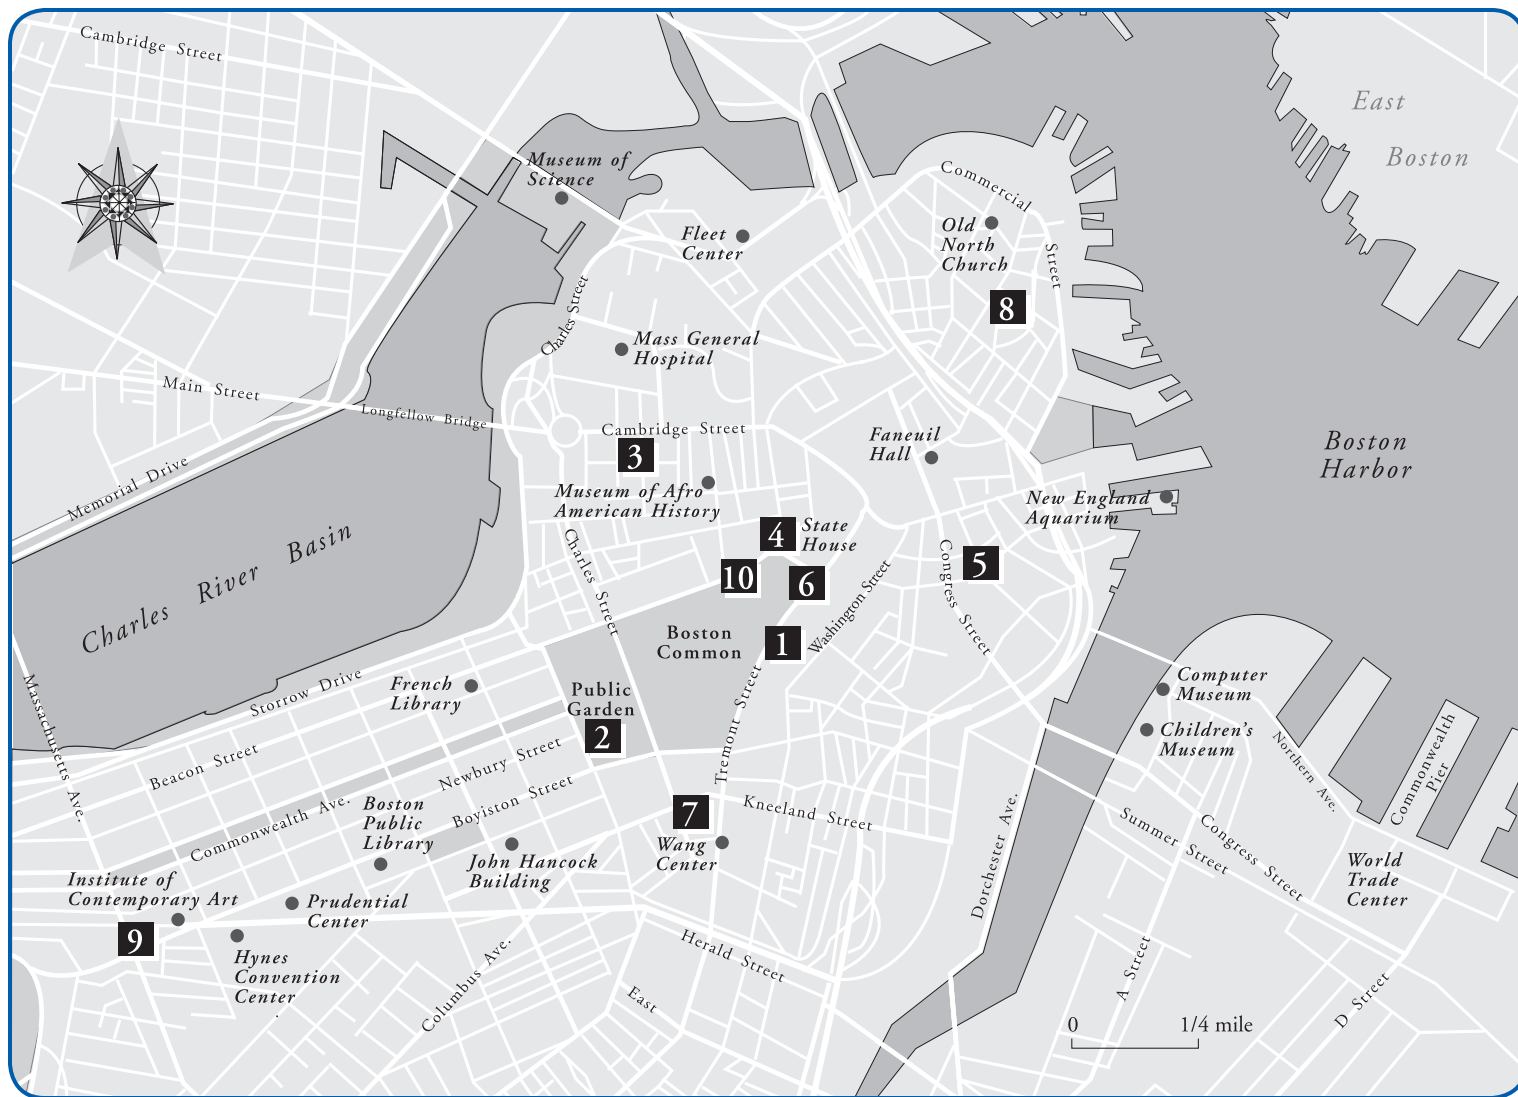 Cambridge Street
East
Boston
Museum of
Science
Commercial
Street
Old
North
Church
Fleet
Center
8
Charles Street
Mass General
Hospital
Main Street
Longfellow Bridge
Cambridge Street
3
Faneuil
Hall
Boston
Harbor
Memorial Drive
Museum of Afro
American History
New England
Aquarium
4
State
House
Charles River Basin
Charles Street
10
6
5
Congress Street
Washington Street
Boston
Common
1
Massachusetts Ave.
Storrow Drive
French
Library
Public
Garden
2
Tremont Street
Computer
Museum
Children's
Museum
Northern Ave.
Commonwealth
Pier
Beacon Street
Newbury Street
Boyiston Street
Commonwealth Ave.
Boston
Public
Library
7
Kneeland Street
Wang
Center
Dorchester Ave.
Summer Street
Congress Street
John Hancock
Building
World
Trade
Center
Institute of
Contemporary Art
Prudential
Center
9
Hynes
Convention
Center
Columbus Ave.
Herald Street
East
A Street
D Street
0 1/4 mile